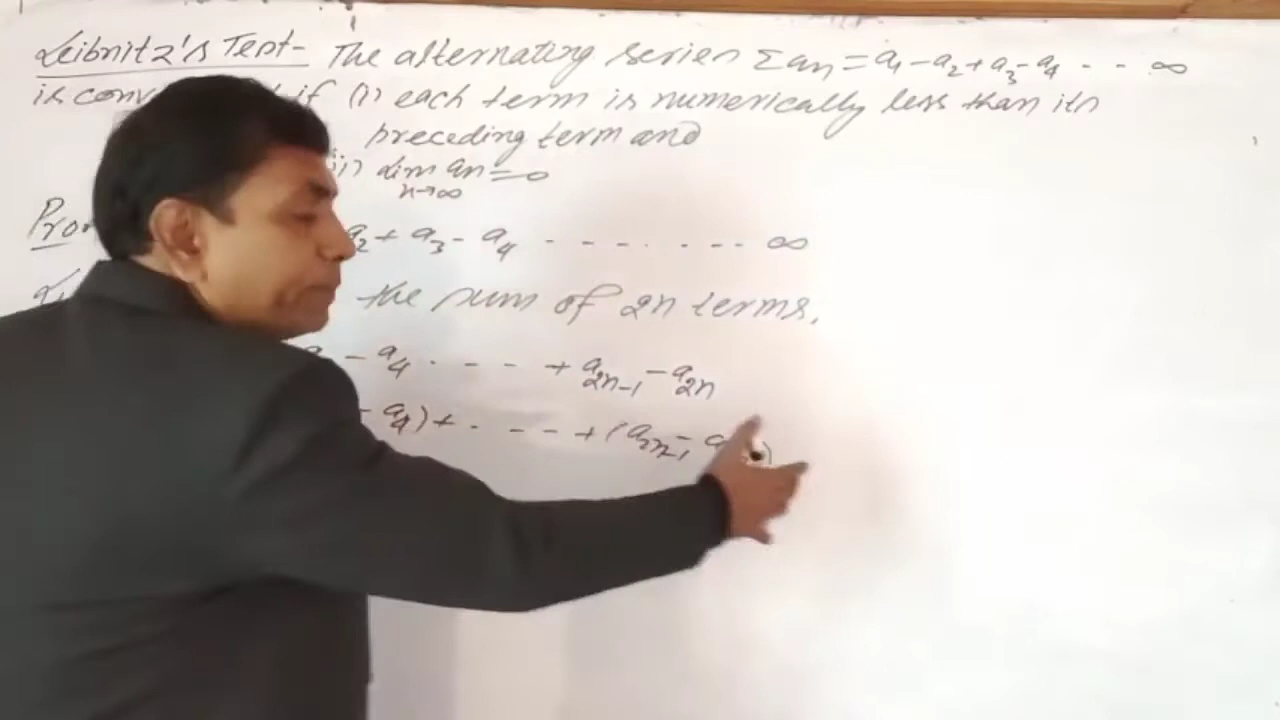 Leibnitz's Test- The alternating series Σan = a1 - a2 + a3 - a4 - - - ∞
is conv if (i) each term is numerically less than its
preceding term and
ii) Lim n→∞ an = 0
a2 + a3 - a4 - - - - - - - - ∞
the sum of 2n terms.
- a4 - - - - + a2n-1 - a2n
- a4) + - - - - + (a2n-1 - a